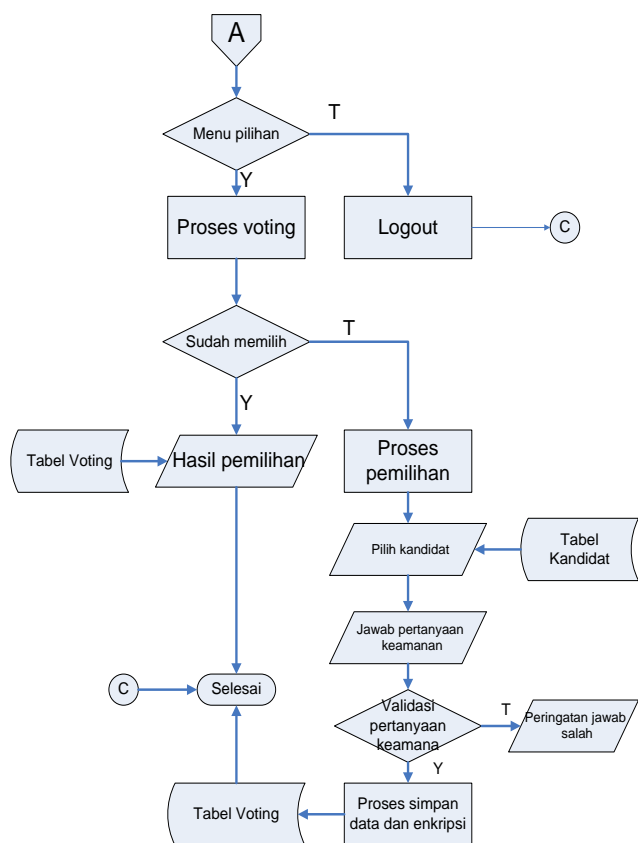 A
T
Menu pilihan
Y
Proses voting
Logout
C
T
Sudah memilih
Y
Tabel Voting
Hasil pemilihan
Proses
pemilihan
Pilih kandidat
Tabel
Kandidat
Jawab pertanyaan
keamanan
C
Selesai
Validasi
pertanyaan
keamana
T
Peringatan jawab
salah
Y
Tabel Voting
Proses simpan
data dan enkripsi